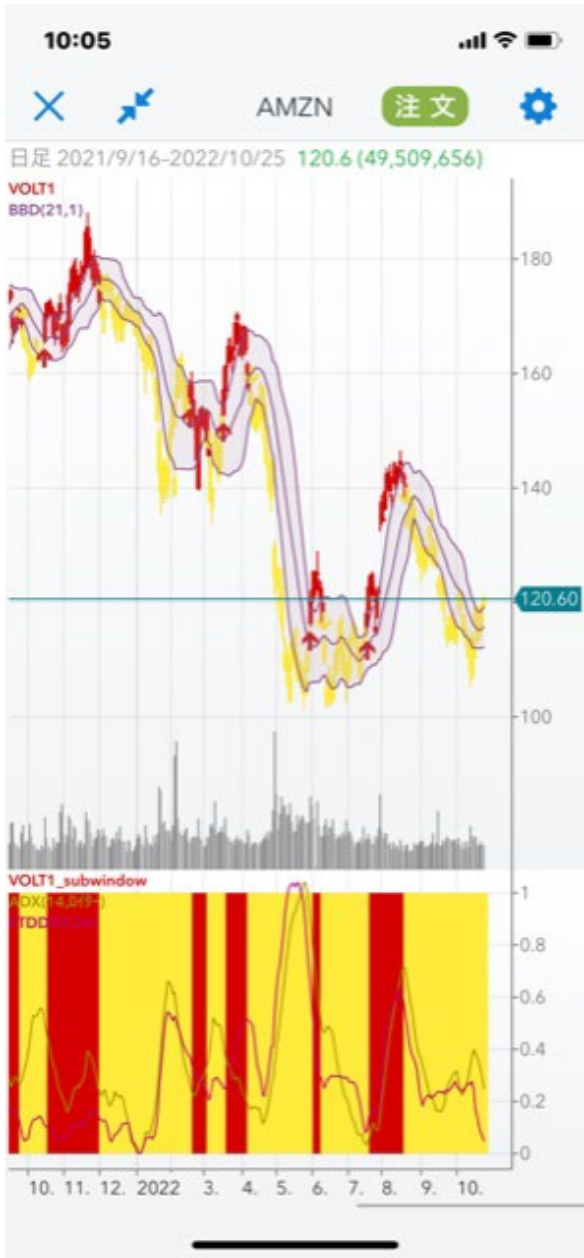 10:05
AMZN 注文
日足 2021/9/16-2022/10/25 120.6 (49,509,656)
VOLT1
BBD(21,1)
180
160
140
120.60
100
VOLT1_subwindow
1
0.8
0.6
0.4
0.2
0
10. 11. 12. 2022 3. 4. 5. 6. 7. 8. 9. 10.